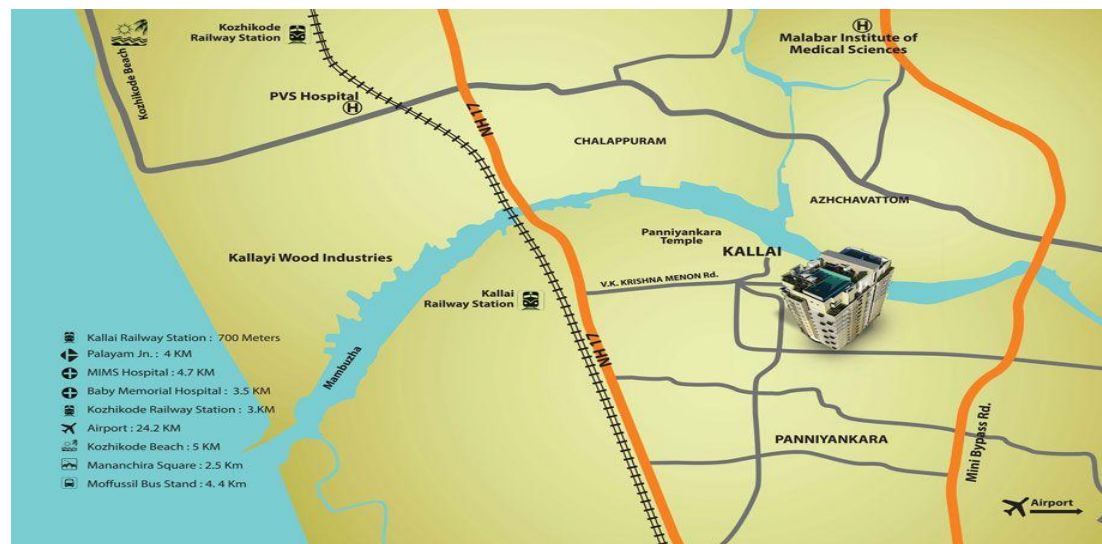 Kozhikode
Railway Station
Kozhikode Beach
H
Malabar Institute of
Medical Sciences
PVS Hospital
H
NH 17
CHALAPPURAM
AZHCHAVATTOM
Panniyankara
Temple
KALLAI
Kallayi Wood Industries
V.K. KRISHNA MENON Rd.
Kallai
Railway Station
NH 17
Mambuzha
Kallai Railway Station : 700 Meters
Palayam Jn. : 4 KM
MIMS Hospital : 4.7 KM
Baby Memorial Hospital : 3.5 KM
Kozhikode Railway Station : 3.KM
Airport : 24.2 KM
Kozhikode Beach : 5 KM
Mananchira Square : 2.5 Km
Moffussil Bus Stand : 4. 4 Km
PANNIYANKARA
Mini Bypass Rd.
Airport